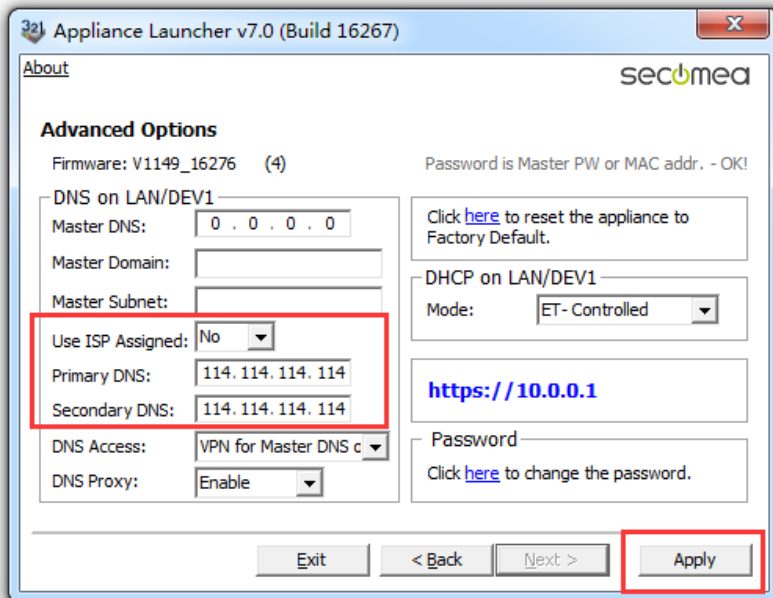 Appliance Launcher v7.0 (Build 16267)
About
secomea
Advanced Options
Firmware: V1149_16276 (4)
Password is Master PW or MAC addr. - OK!
DNS on LAN/DEV1
Master DNS: 0 . 0 . 0 . 0
Master Domain:
Master Subnet:
Use ISP Assigned: No
Primary DNS: 114.114.114.114
Secondary DNS: 114.114.114.114
DNS Access: VPN for Master DNS
DNS Proxy: Enable
Click here to reset the appliance to
Factory Default.
DHCP on LAN/DEV1
Mode: ET-Controlled
https://10.0.0.1
Password
Click here to change the password.
Exit
< Back
Next >
Apply